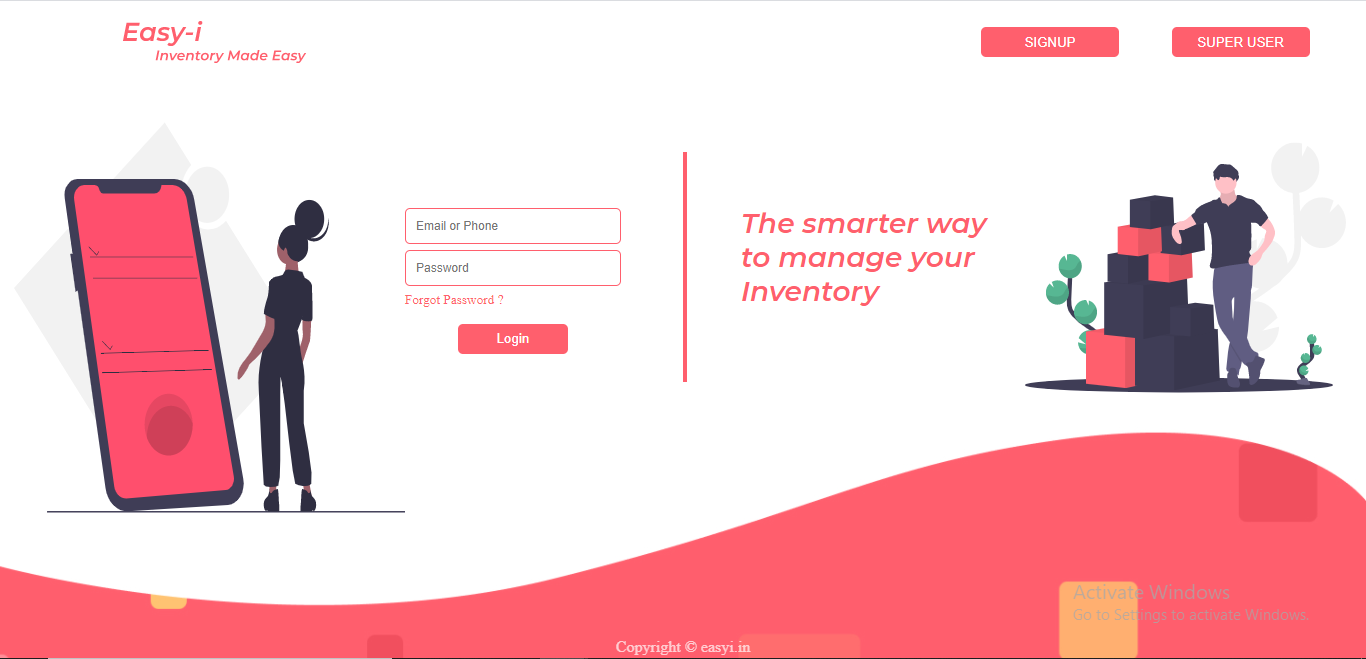 Easy-i
Inventory Made Easy
SIGNUP
SUPER USER
Email or Phone
Password
Forgot Password ?
Login
The smarter way
to manage your
Inventory
Activate Windows
Go to Settings to activate Windows.
Copyright © easyi.in